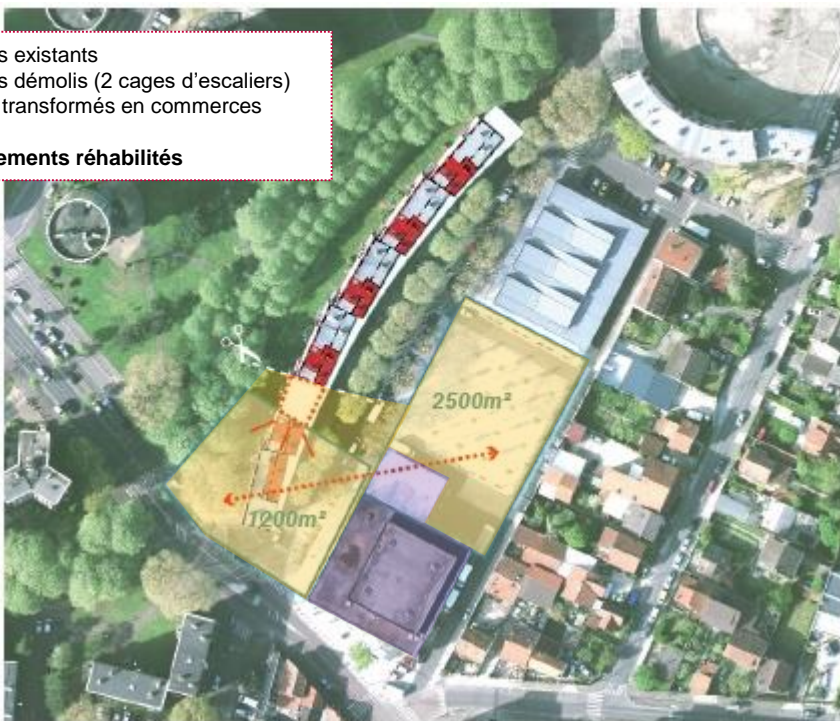 s existants
s démolis (2 cages d'escaliers)
transformés en commerces
ements réhabilités
2500m²
1200m²